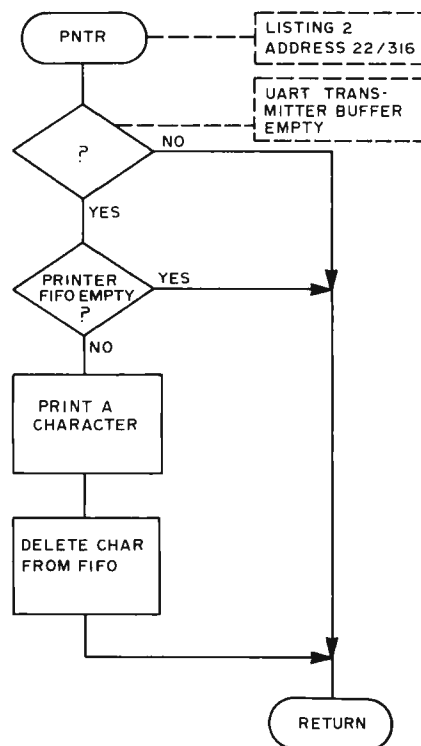 PNTR
LISTING 2
ADDRESS 22/316
UART TRANS-
MITTER BUFFER
EMPTY
?
NO
YES
PRINTER
FIFO EMPTY
?
YES
NO
PRINT A
CHARACTER
DELETE CHAR
FROM FIFO
RETURN